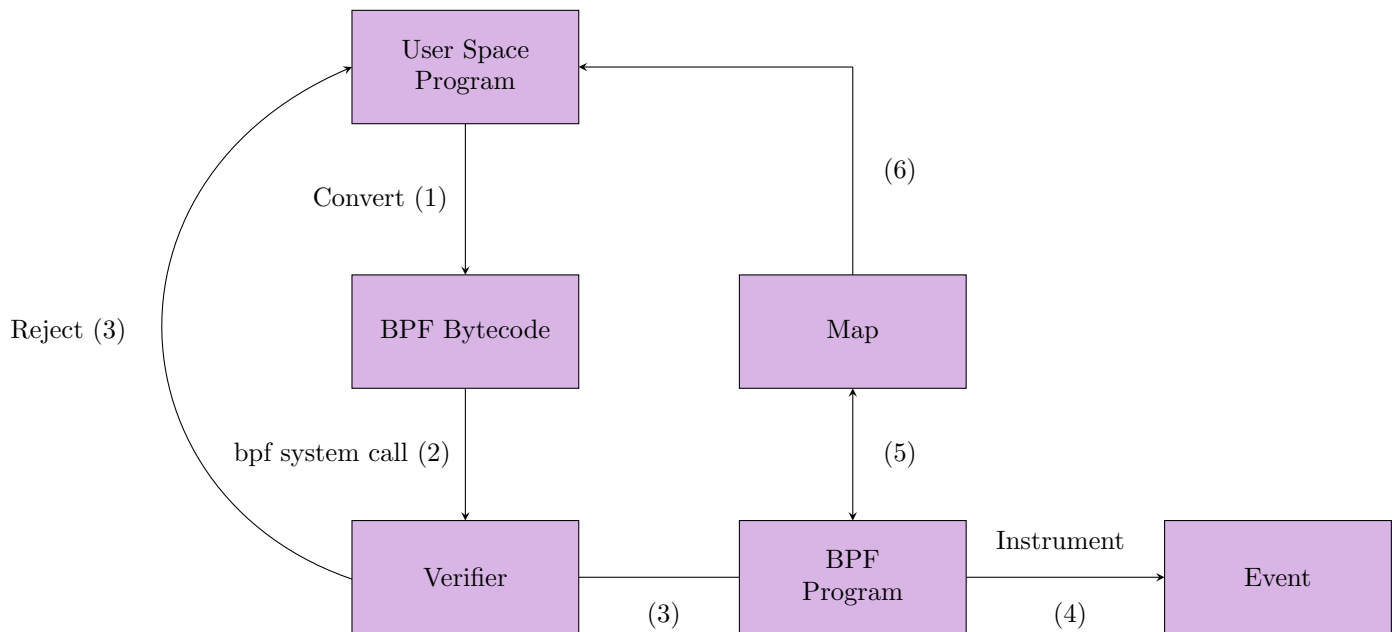 User Space
Program
(6)
Convert (1)
Reject (3)
BPF Bytecode
Map
bpf system call (2)
(5)
Verifier
(3)
BPF
Program
Instrument
(4)
Event